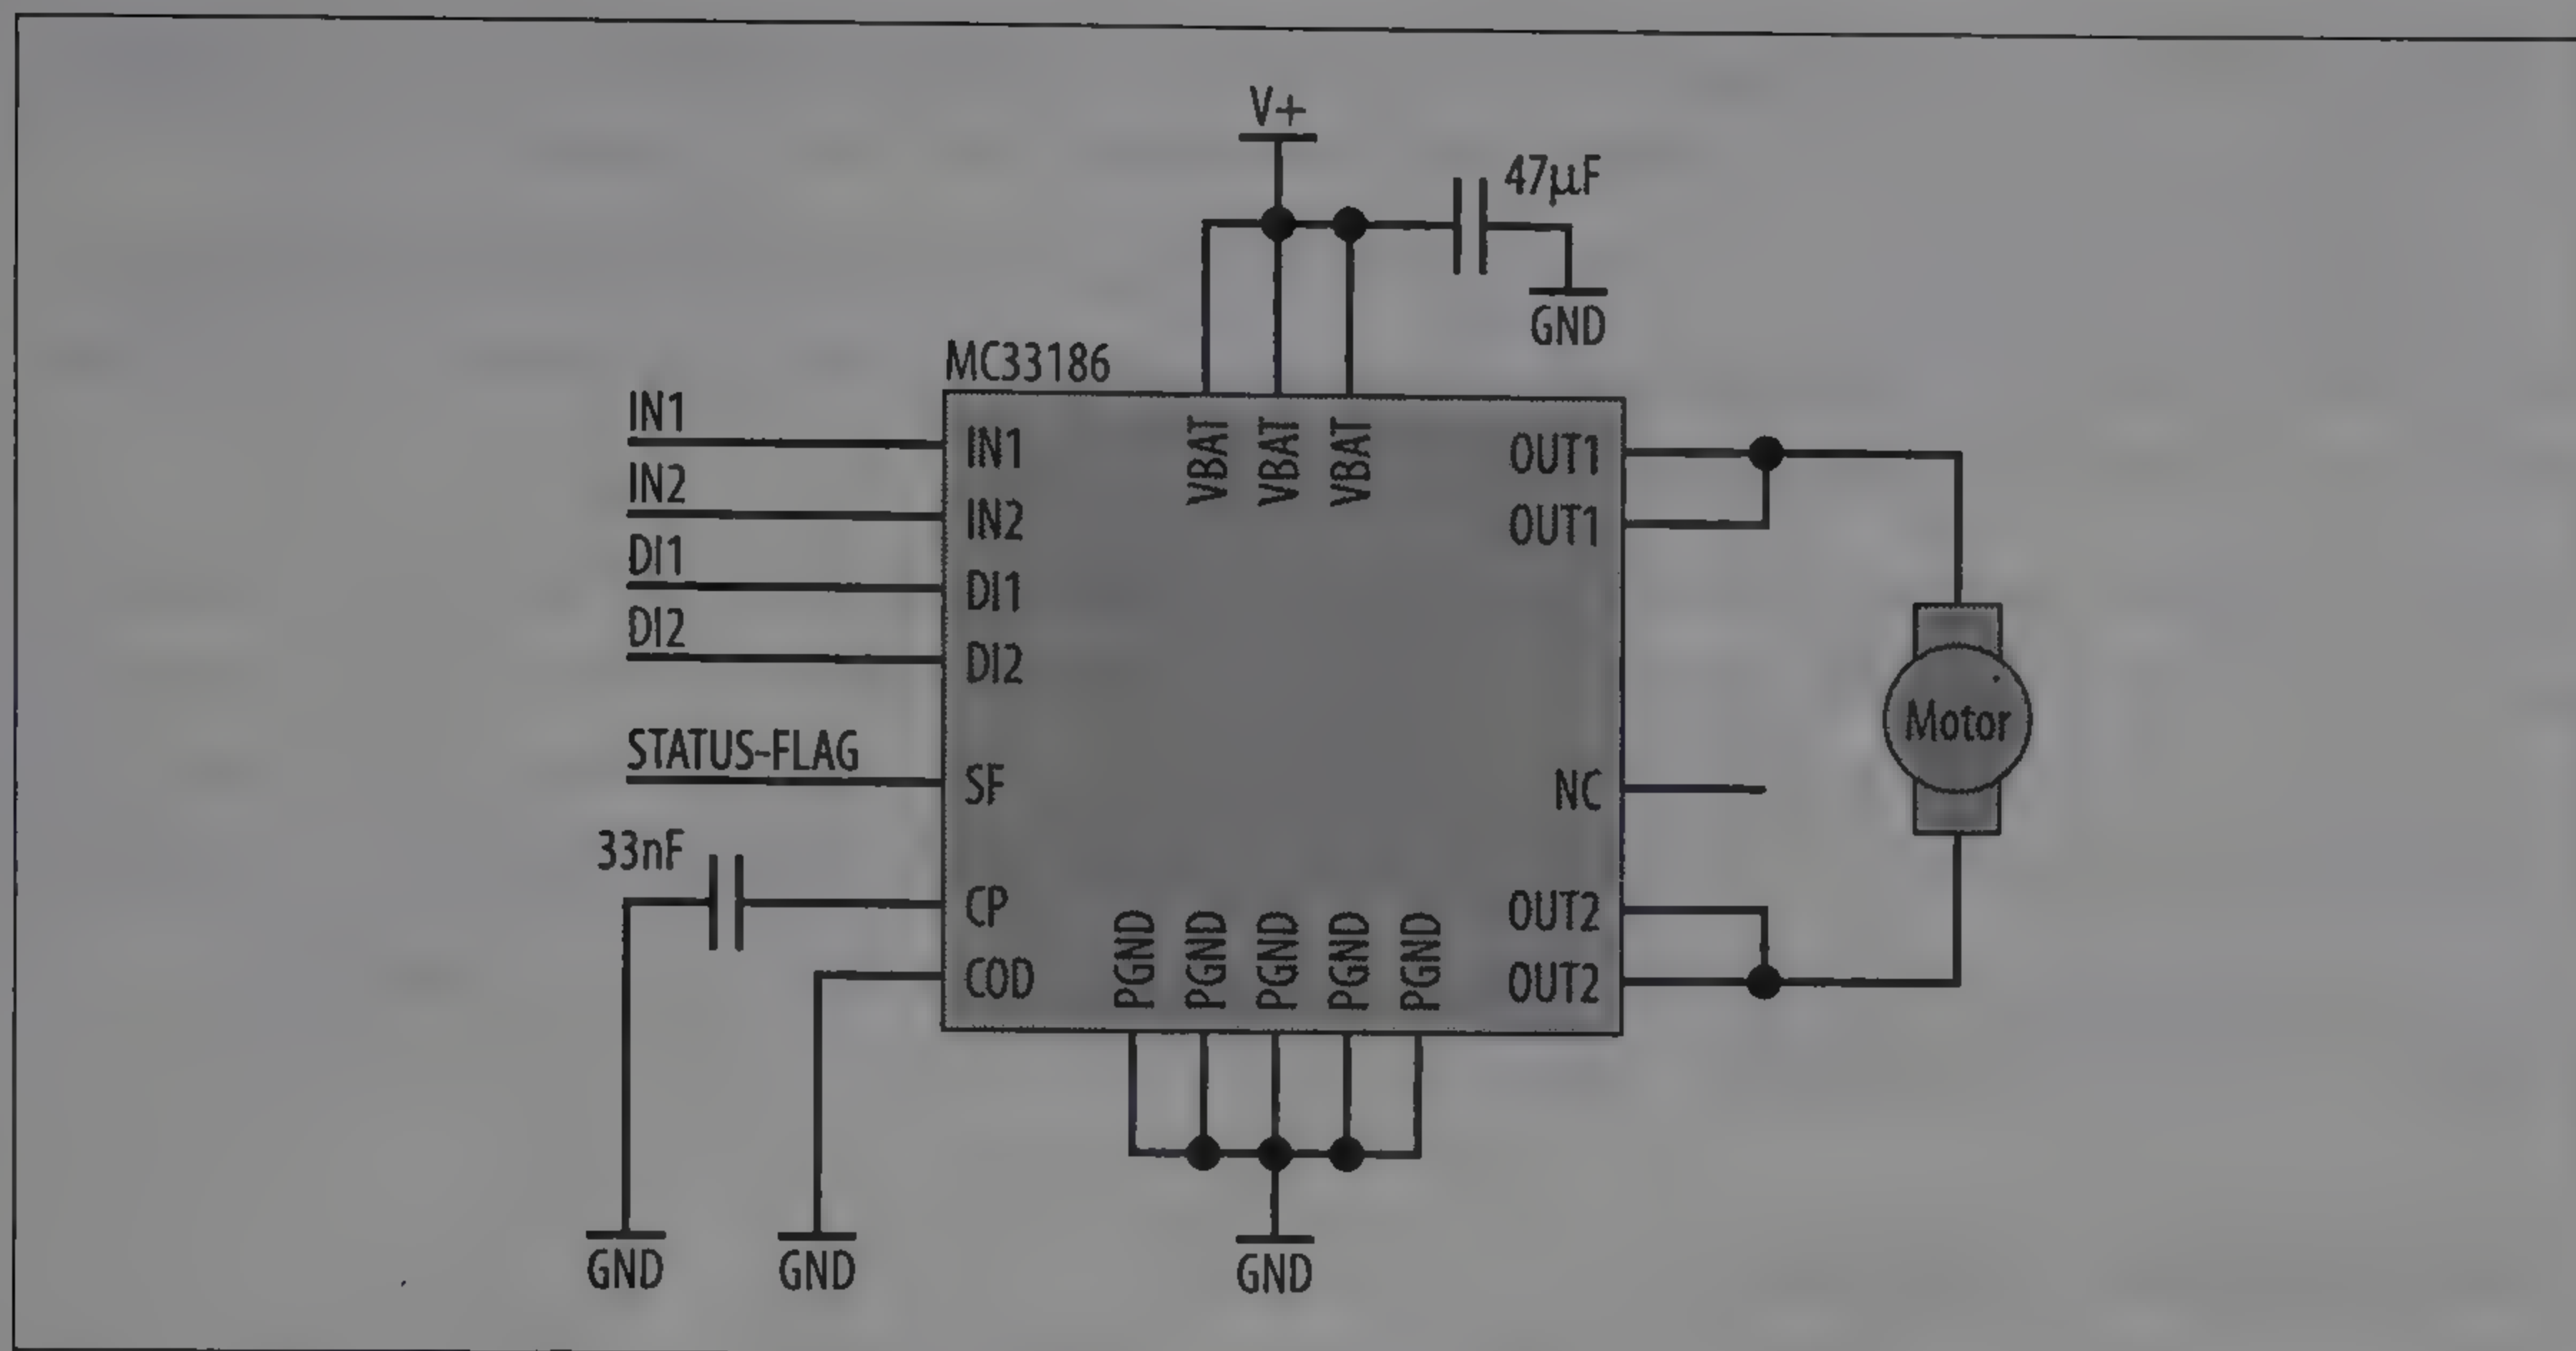 V+
47µF
GND
MC33186
IN1
IN2
DI1
DI2
STATUS-FLAG
33nF
IN1
IN2
DI1
DI2
SF
CP
COD
VBAT
VBAT
VBAT
OUT1
OUT1
NC
OUT2
OUT2
PGND
PGND
PGND
PGND
PGND
Motor
GND
GND
GND